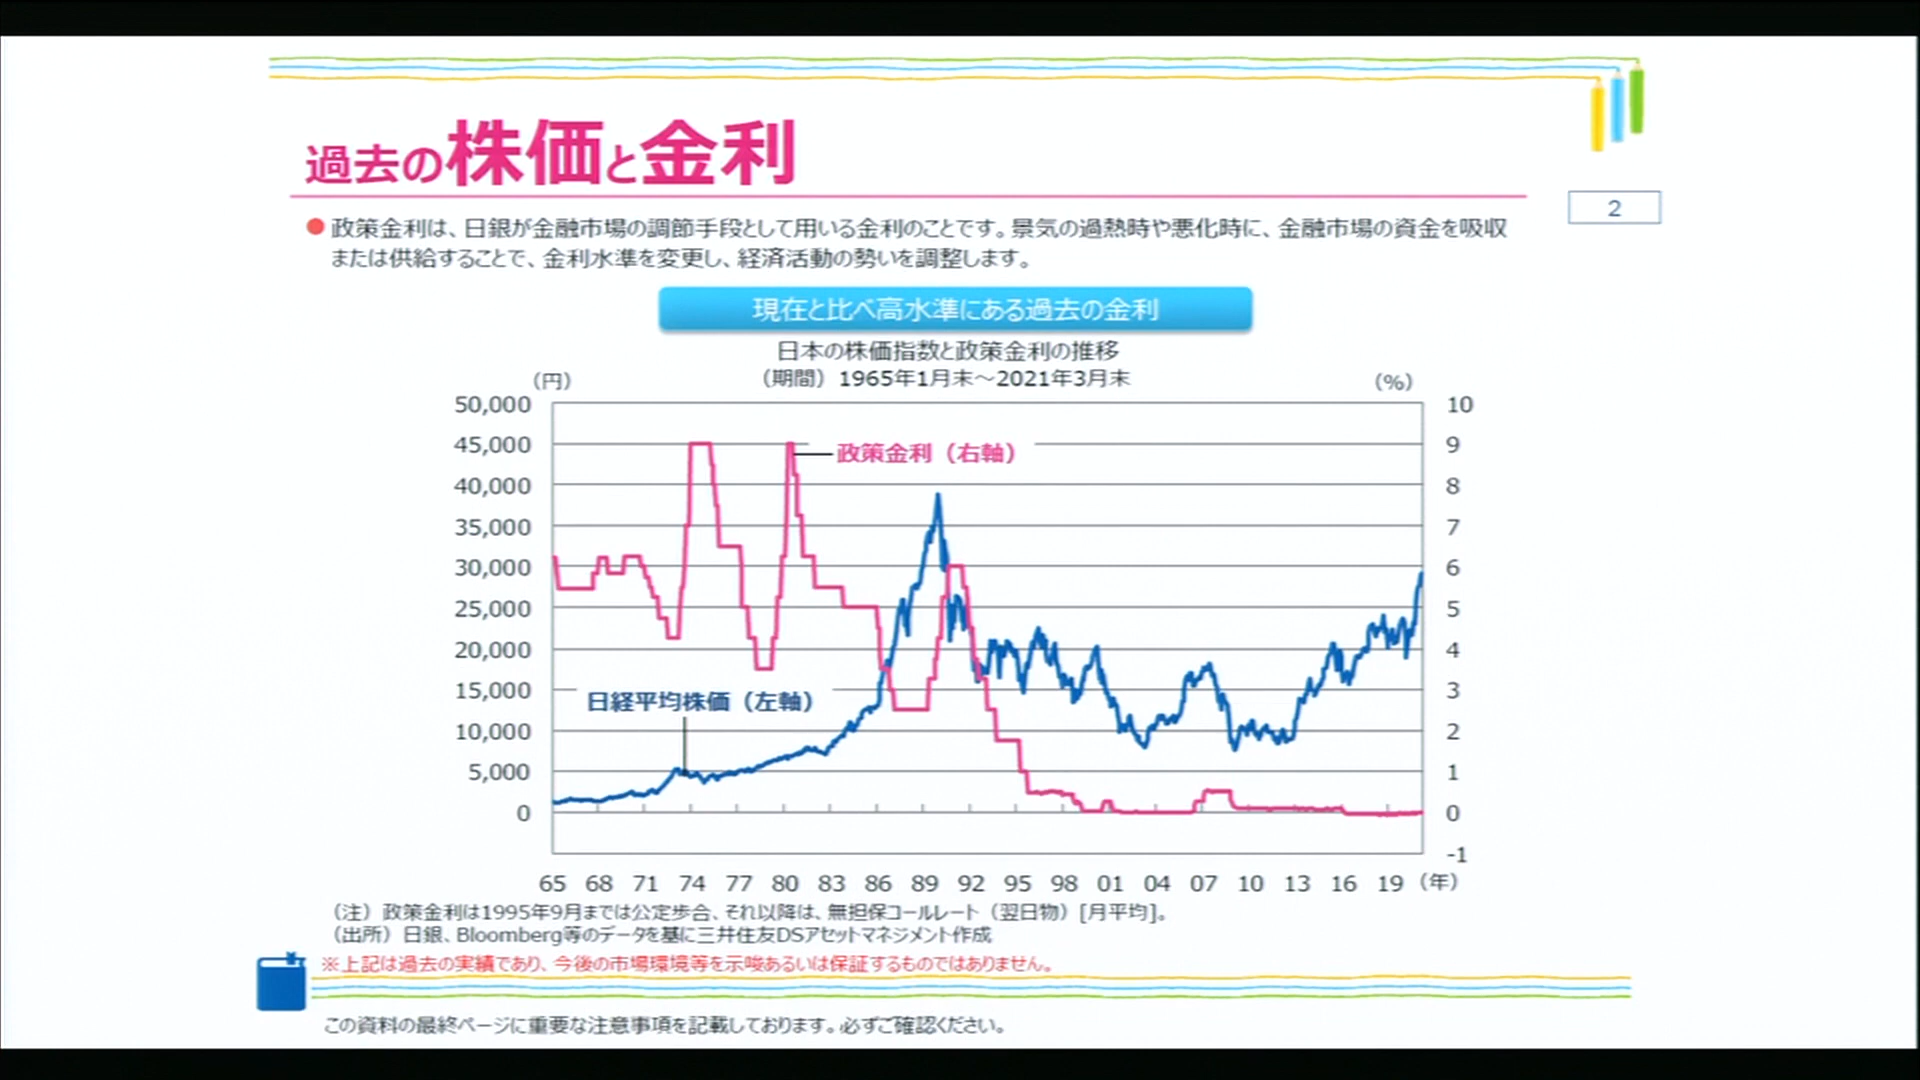 過去の株価と金利
2
●政策金利は、日銀が金融市場の調節手段として用いる金利のことです。景気の過熱時や悪化時に、金融市場の資金を吸収
または供給することで、金利水準を変更し、経済活動の勢いを調整します。
現在と比べ高水準にある過去の金利
日本の株価指数と政策金利の推移
（期間）1965年1月末～2021年3月末
（円）
（%）
50,000
45,000
40,000
35,000
30,000
25,000
20,000
15,000
10,000
5,000
0
政策金利（右軸）
日経平均株価（左軸）
10
9
8
7
6
5
4
3
2
1
0
-1
65 68 71 74 77 80 83 86 89 92 95 98 01 04 07 10 13 16 19（年）
（注）政策金利は1995年9月までは公定歩合、それ以降は、無担保コールレート（翌日物）[月平均]。
（出所）日銀、Bloomberg等のデータを基に三井住友DSアセットマネジメント作成
※上記は過去の実績であり、今後の市場環境等を示唆あるいは保証するものではありません。
この資料の最終ページに重要な注意事項を記載しております。必ずご確認ください。